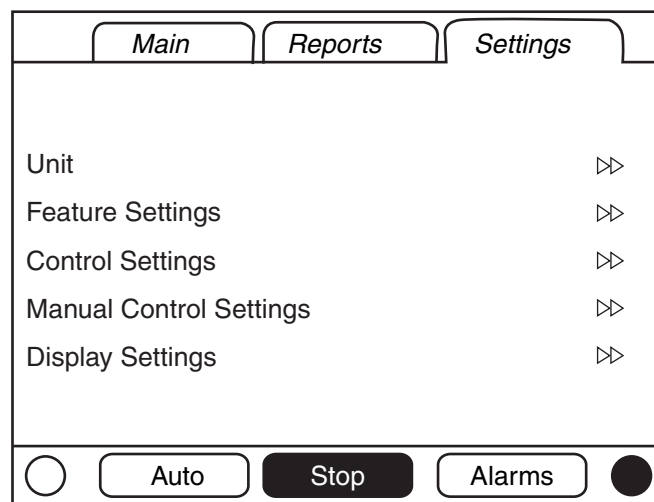 Main Reports Settings
Unit
Feature Settings
Control Settings
Manual Control Settings
Display Settings
Auto Stop Alarms